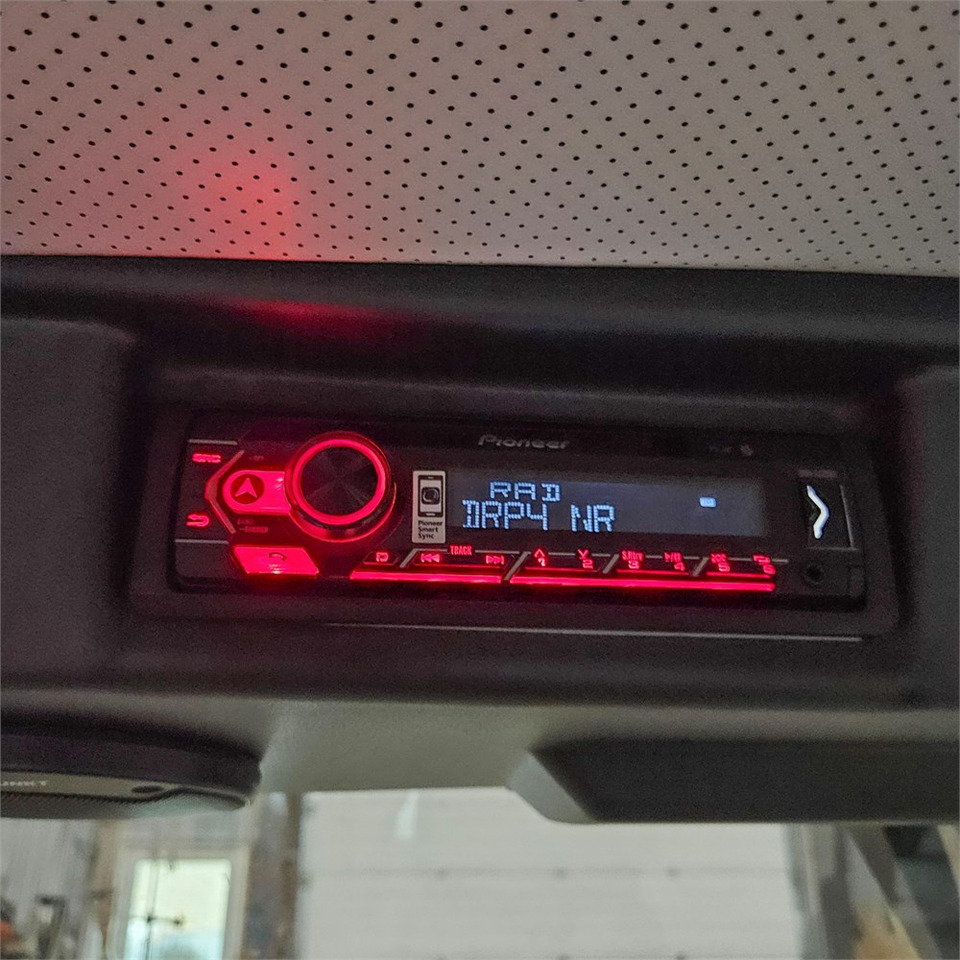 Pioneer
RAD
DRP4 NR
Pioneer
Smart
Sync
TRACK
1
2
3
4
5
6